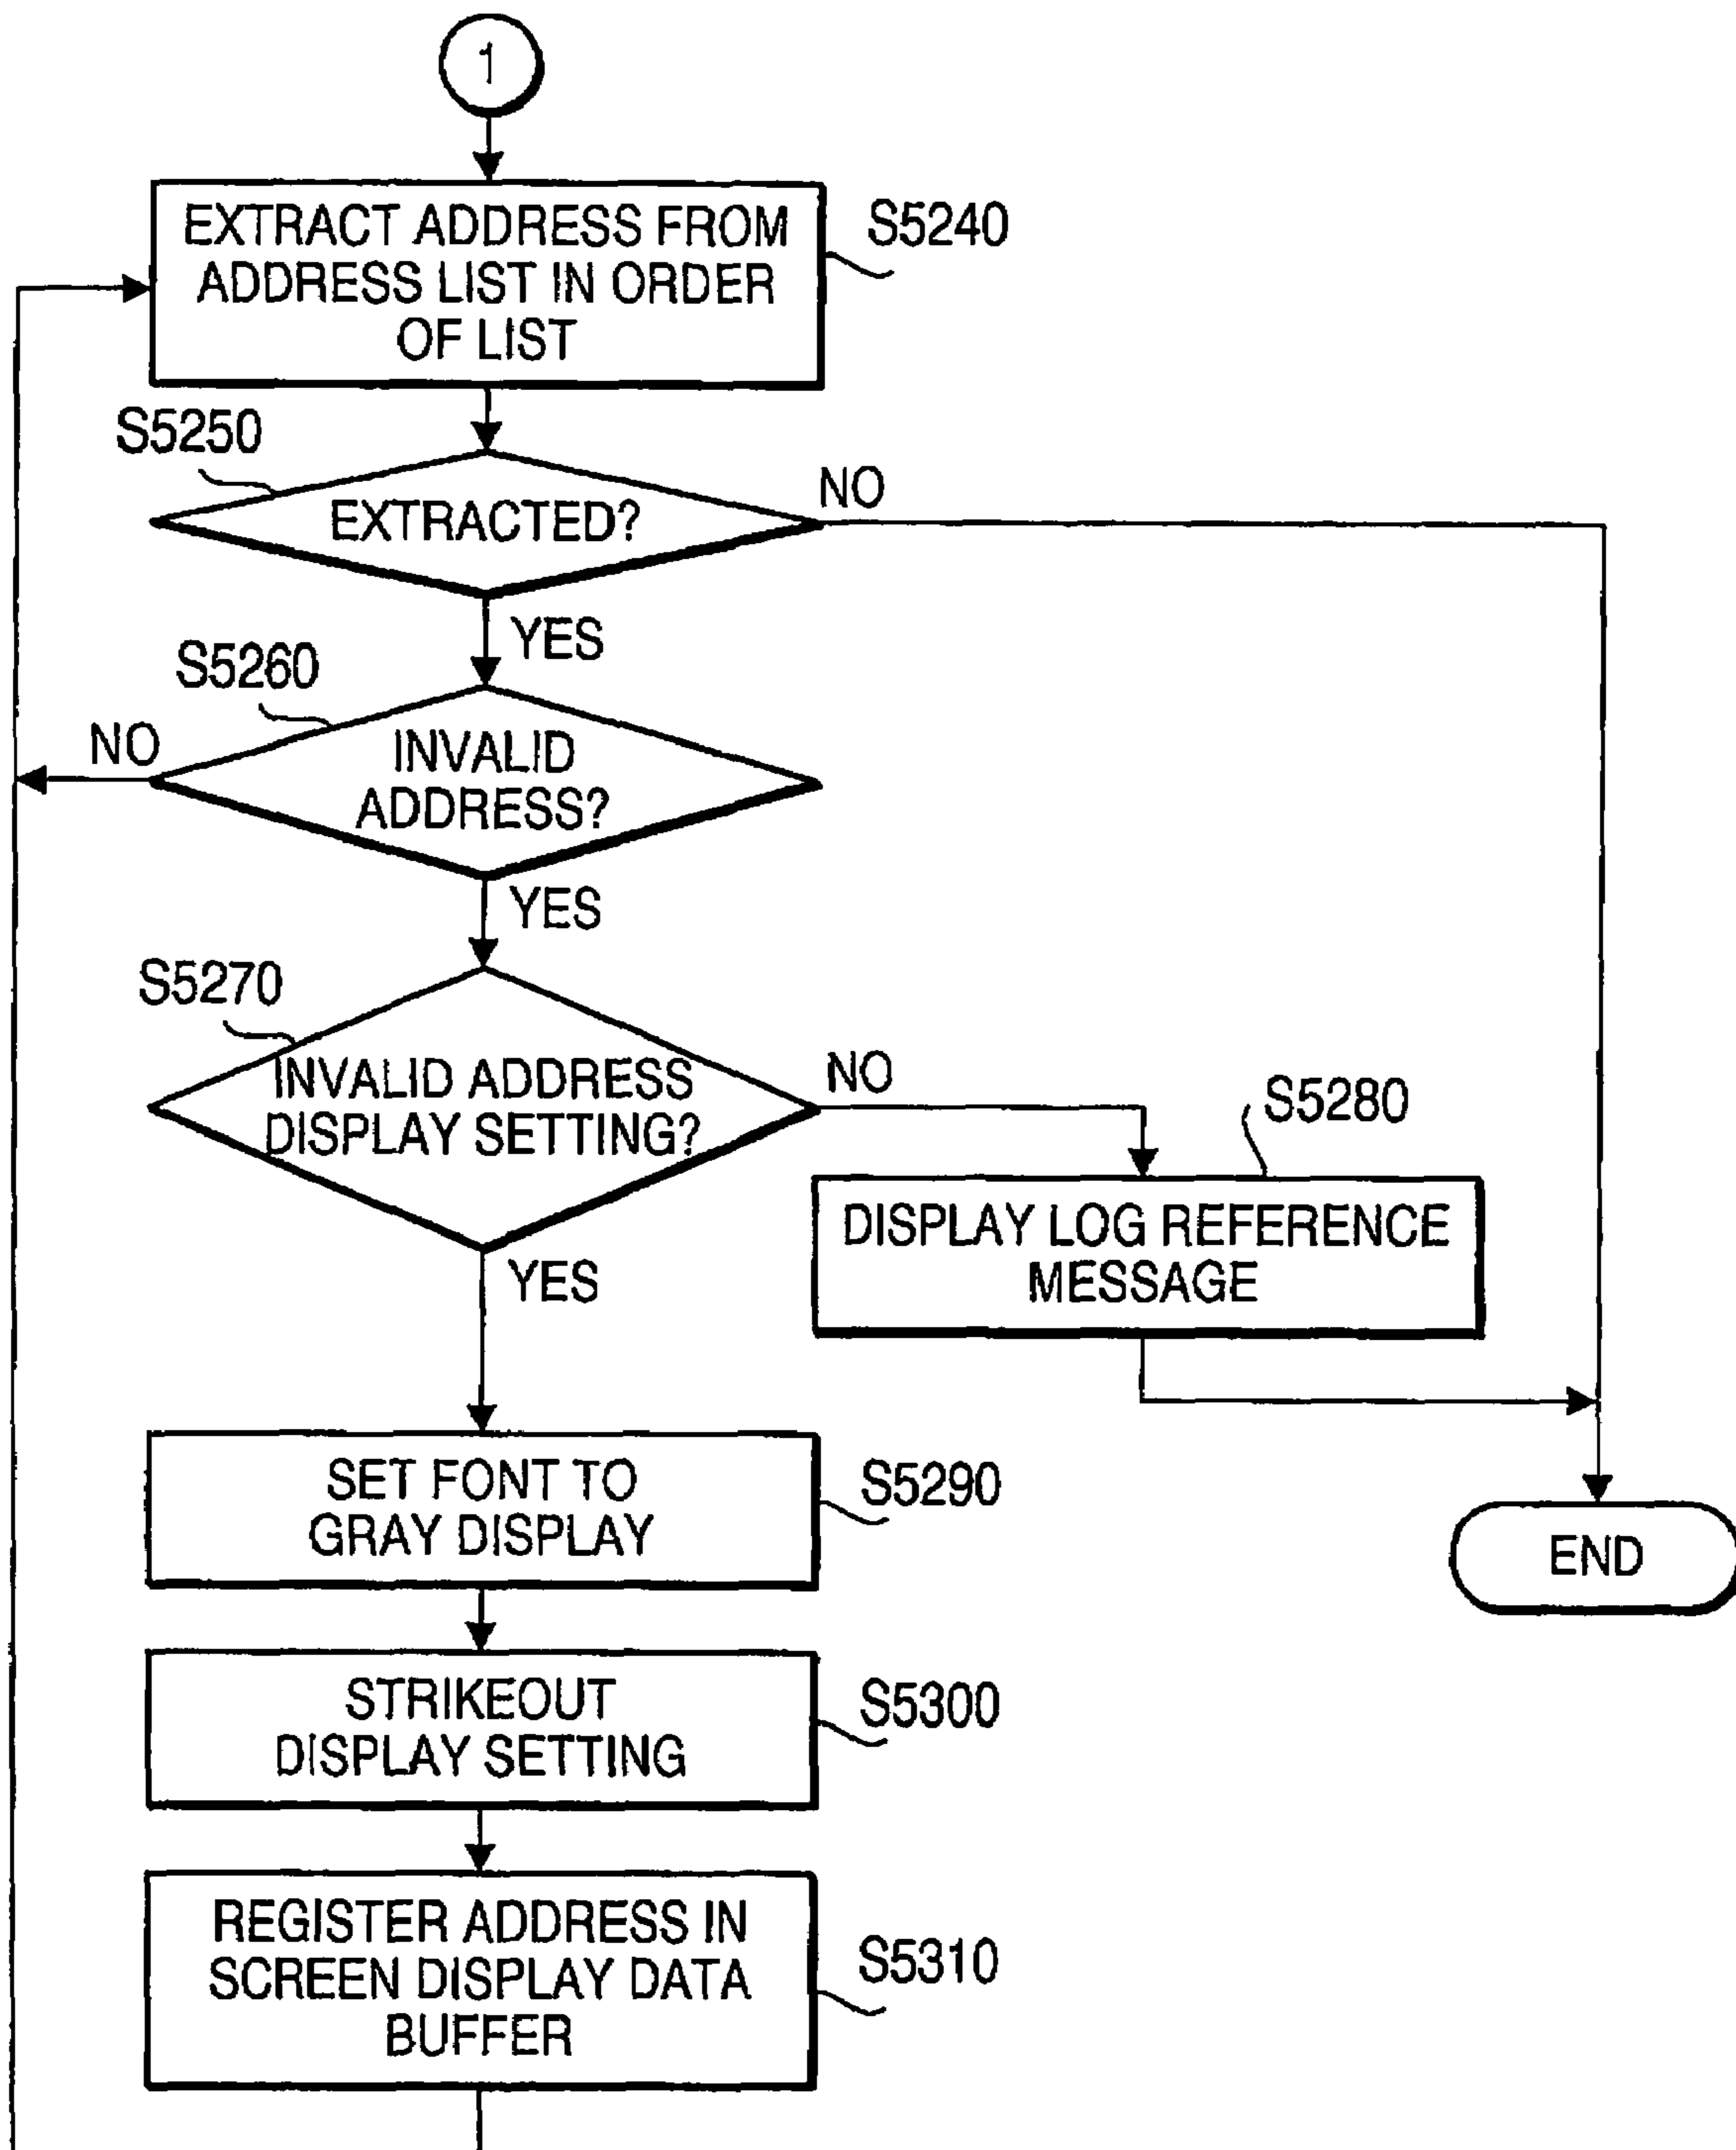 1
EXTRACT ADDRESS FROM
ADDRESS LIST IN ORDER
OF LIST
S5240
S5250
EXTRACTED?
NO
YES
S5260
NO
INVALID
ADDRESS?
YES
S5270
INVALID ADDRESS
DISPLAY SETTING?
NO
S5280
DISPLAY LOG REFERENCE
MESSAGE
YES
SET FONT TO
GRAY DISPLAY
S5290
END
STRIKEOUT
DISPLAY SETTING
S5300
REGISTER ADDRESS IN
SCREEN DISPLAY DATA
BUFFER
S5310